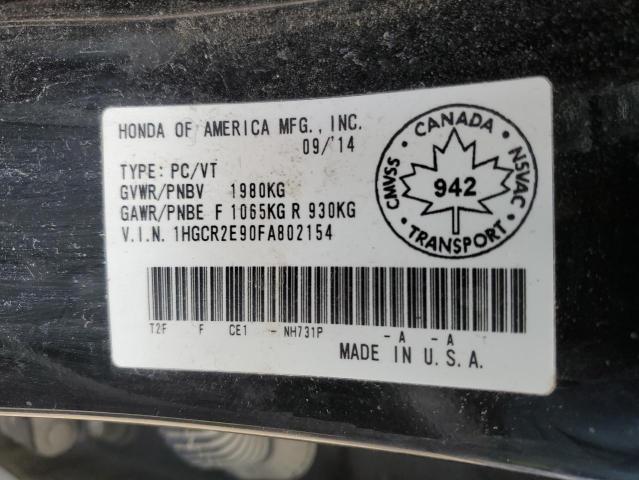 HONDA OF AMERICA MFG., INC.
09/'14
TYPE: PC/VT
GVWR/PNBV 1980KG
GAWR/PNBE F 1065KG R 930KG
V.I.N. 1HGCR2E90FA802154
CMVSS • CANADA • NSVAC
942
• TRANSPORT •
T2F F CE1 - NH731P -A -A
MADE IN U.S.A.